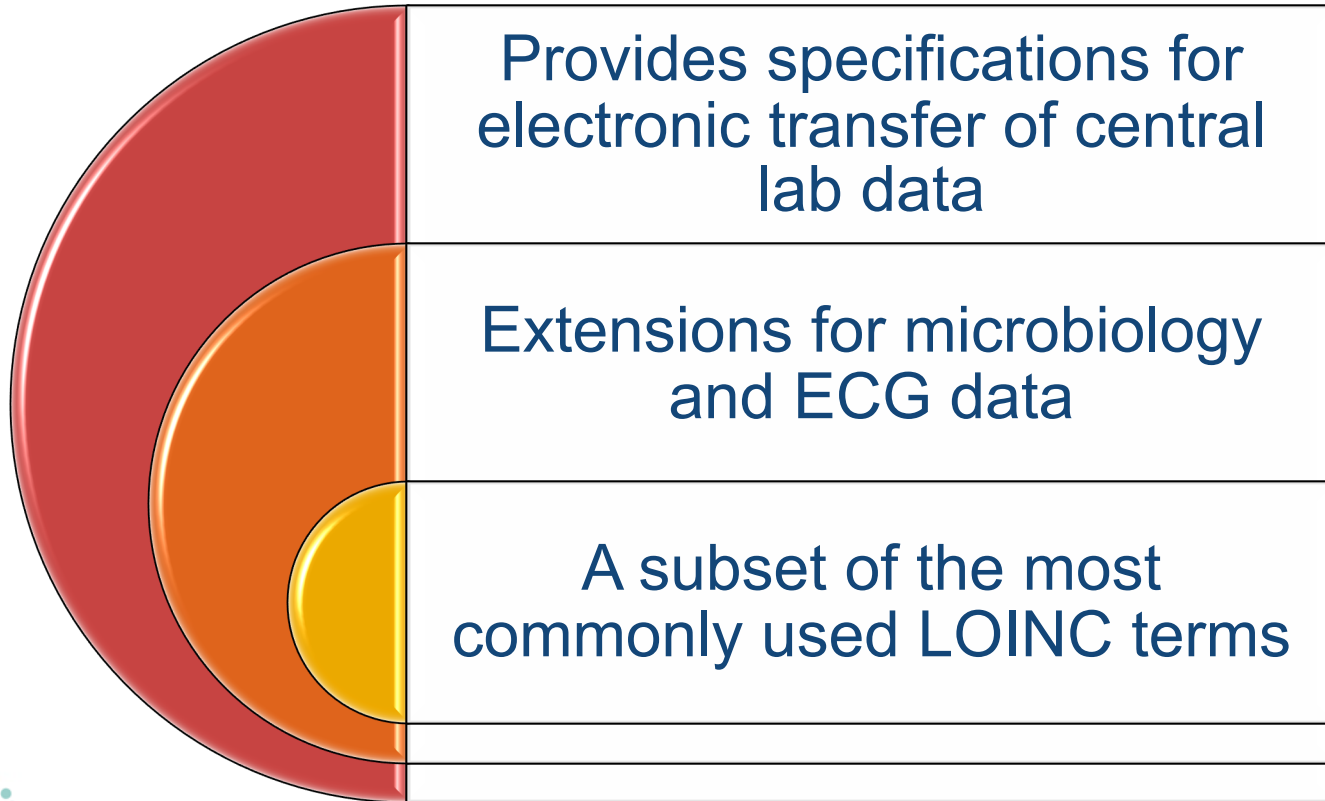 Provides specifications for
electronic transfer of central
lab data
Extensions for microbiology
and ECG data
A subset of the most
commonly used LOINC terms